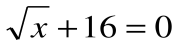 √x + 16 = 0